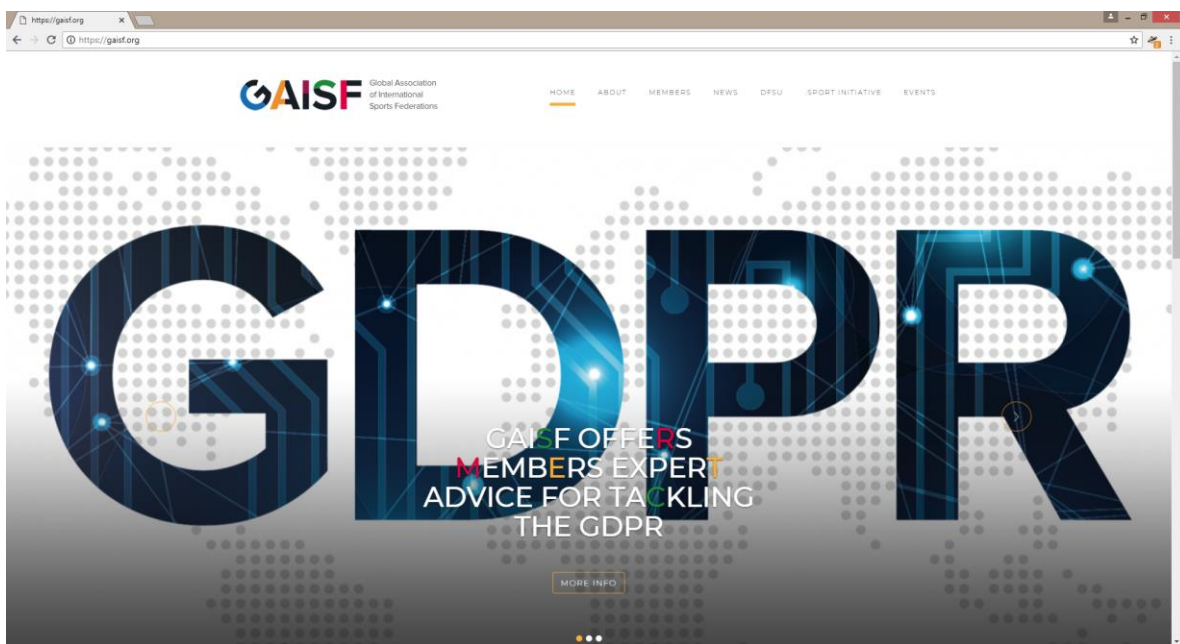 https://gaisf.org
https://gaisf.org
GAISF
Global Association
of International
Sports Federations
HOME ABOUT MEMBERS NEWS DFSU SPORT INITIATIVE EVENTS
GDPR
GAISF OFFERS
MEMBERS EXPERT
ADVICE FOR TACKLING
THE GDPR
MORE INFO